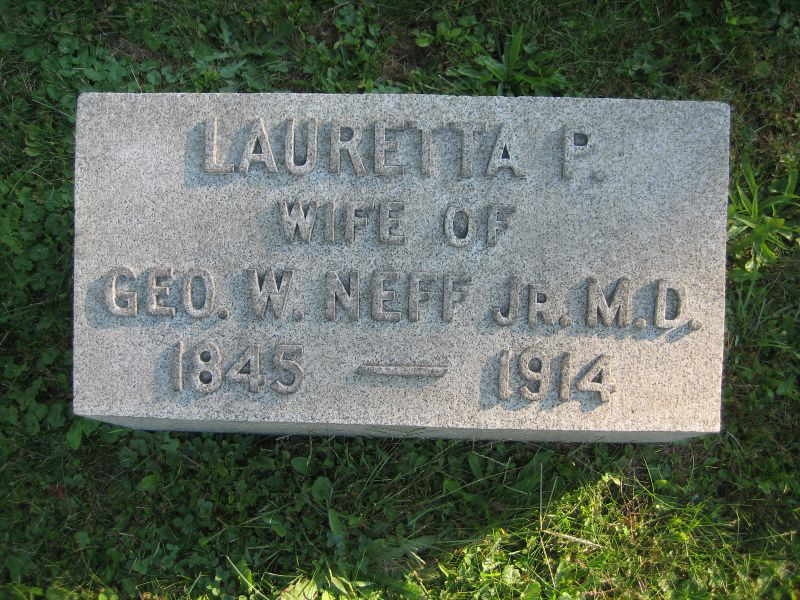 LAURETTA P.
WIFE OF
GEO. W. NEFF JR. M.D.
1845 — 1914